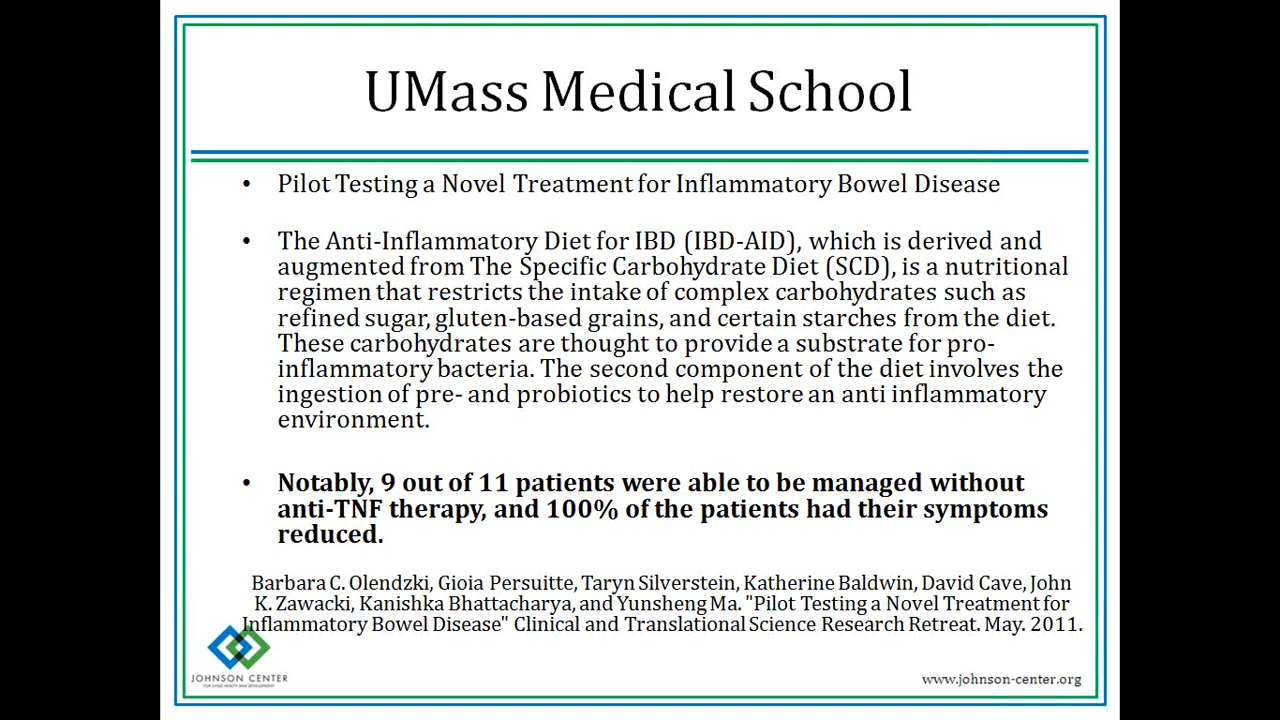 UMass Medical School
• Pilot Testing a Novel Treatment for Inflammatory Bowel Disease
• The Anti-Inflammatory Diet for IBD (IBD-AID), which is derived and
augmented from The Specific Carbohydrate Diet (SCD), is a nutritional
regimen that restricts the intake of complex carbohydrates such as
refined sugar, gluten-based grains, and certain starches from the diet.
These carbohydrates are thought to provide a substrate for pro-
inflammatory bacteria. The second component of the diet involves the
ingestion of pre- and probiotics to help restore an anti inflammatory
environment.
• Notably, 9 out of 11 patients were able to be managed without
anti-TNF therapy, and 100% of the patients had their symptoms
reduced.
Barbara C. Olendzki, Gioia Persuitte, Taryn Silverstein, Katherine Baldwin, David Cave, John
K. Zawacki, Kanishka Bhattacharya, and Yunsheng Ma. "Pilot Testing a Novel Treatment for
Inflammatory Bowel Disease" Clinical and Translational Science Research Retreat. May. 2011.
JOHNSON CENTER
FOR CHILD HEALTH AND DEVELOPMENT
www.johnson-center.org